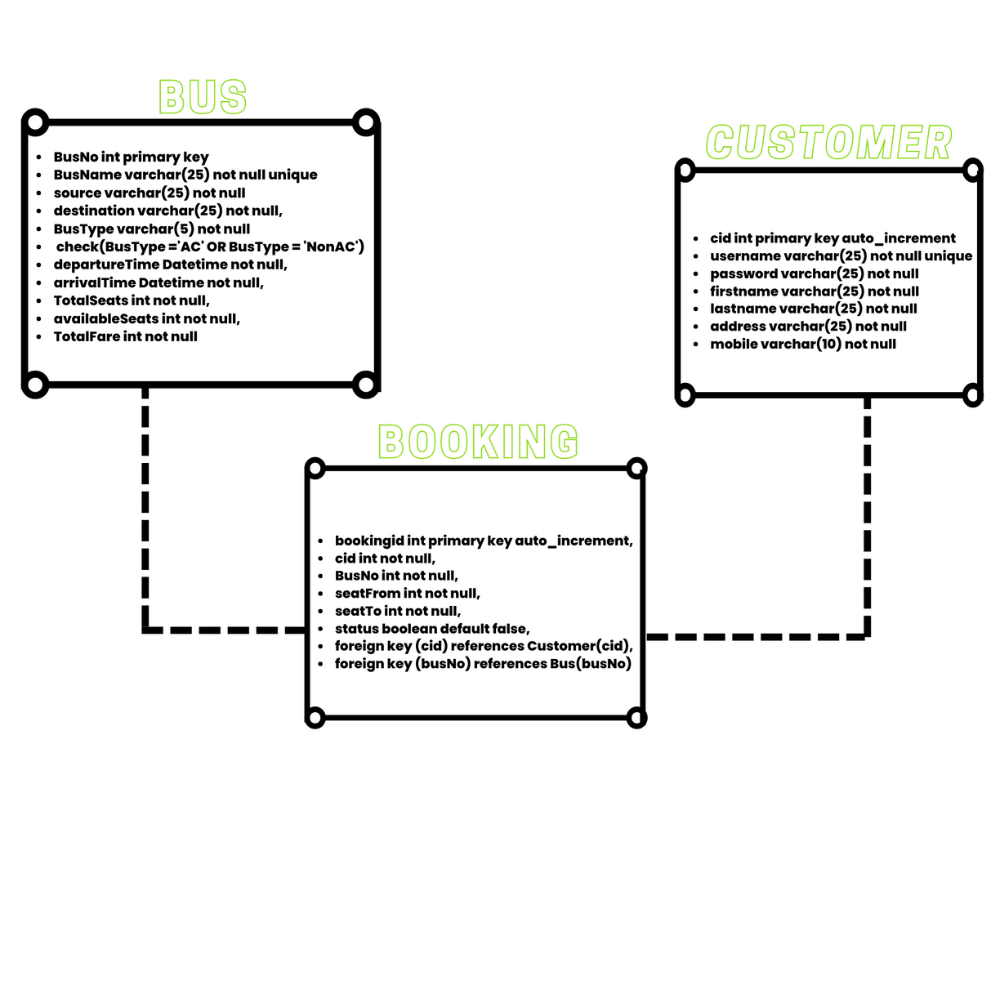 BUS
• BusNo int primary key
• BusName varchar(25) not null unique
• source varchar(25) not null
• destination varchar(25) not null,
• BusType varchar(5) not null
• check(BusType ='AC' OR BusType = 'NonAC')
• departureTime Datetime not null,
• arrivalTime Datetime not null,
• TotalSeats int not null,
• availableSeats int not null,
• TotalFare int not null
CUSTOMER
• cid int primary key auto_increment
• username varchar(25) not null unique
• password varchar(25) not null
• firstname varchar(25) not null
• lastname varchar(25) not null
• address varchar(25) not null
• mobile varchar(10) not null
BOOKING
• bookingid int primary key auto_increment,
• cid int not null,
• BusNo int not null,
• seatFrom int not null,
• seatTo int not null,
• status boolean default false,
• foreign key (cid) references Customer(cid),
• foreign key (busNo) references Bus(busNo)